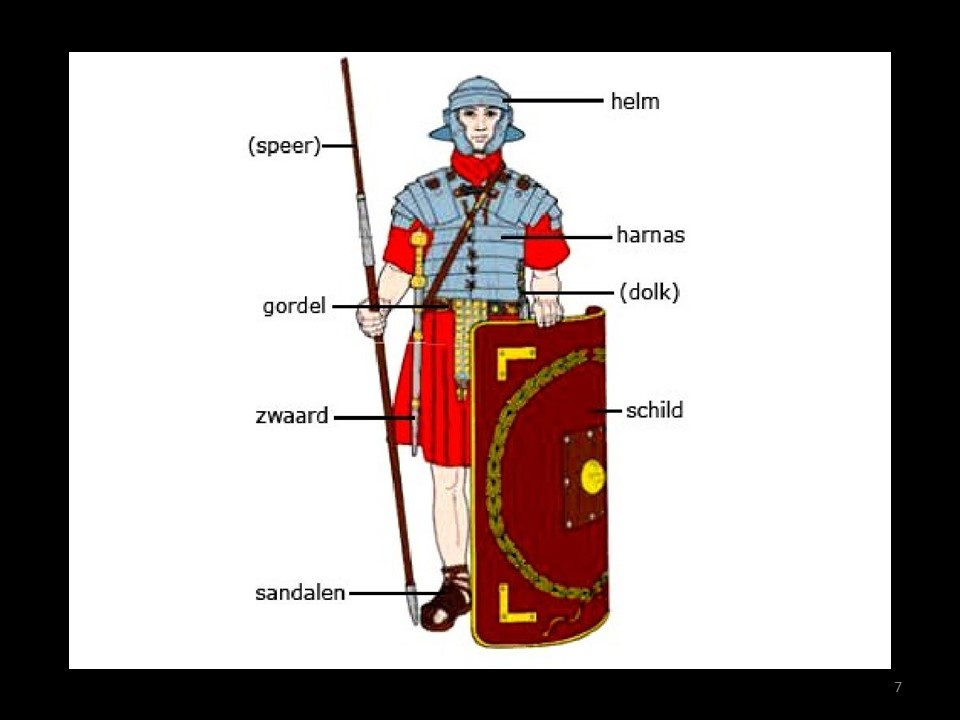 helm
(speer)
harnas
(dolk)
gordel
zwaard
schild
sandalen
7